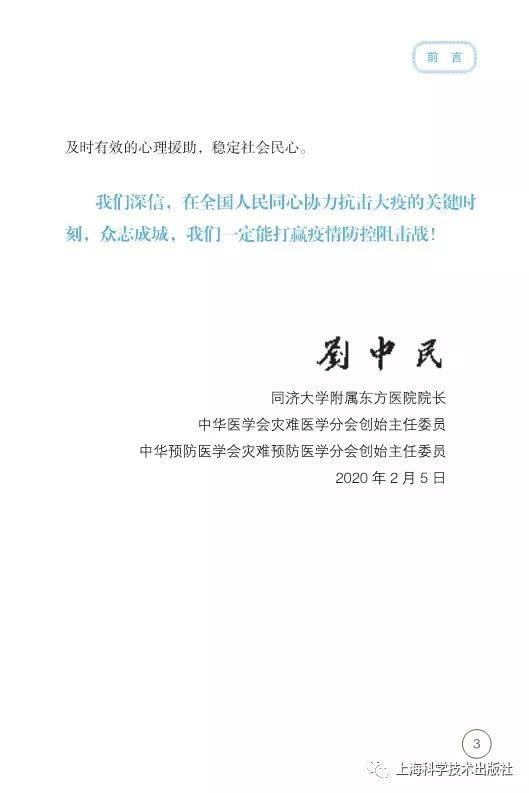 前 言
及时有效的心理援助，稳定社会民心。
我们深信，在全国人民同心协力抗击大疫的关键时
刻，众志成城，我们一定能打赢疫情防控阻击战！
劉中民
同济大学附属东方医院院长
中华医学会灾难医学分会创始主任委员
中华预防医学会灾难预防医学分会创始主任委员
2020 年 2 月 5 日
3
上海科学技术出版社